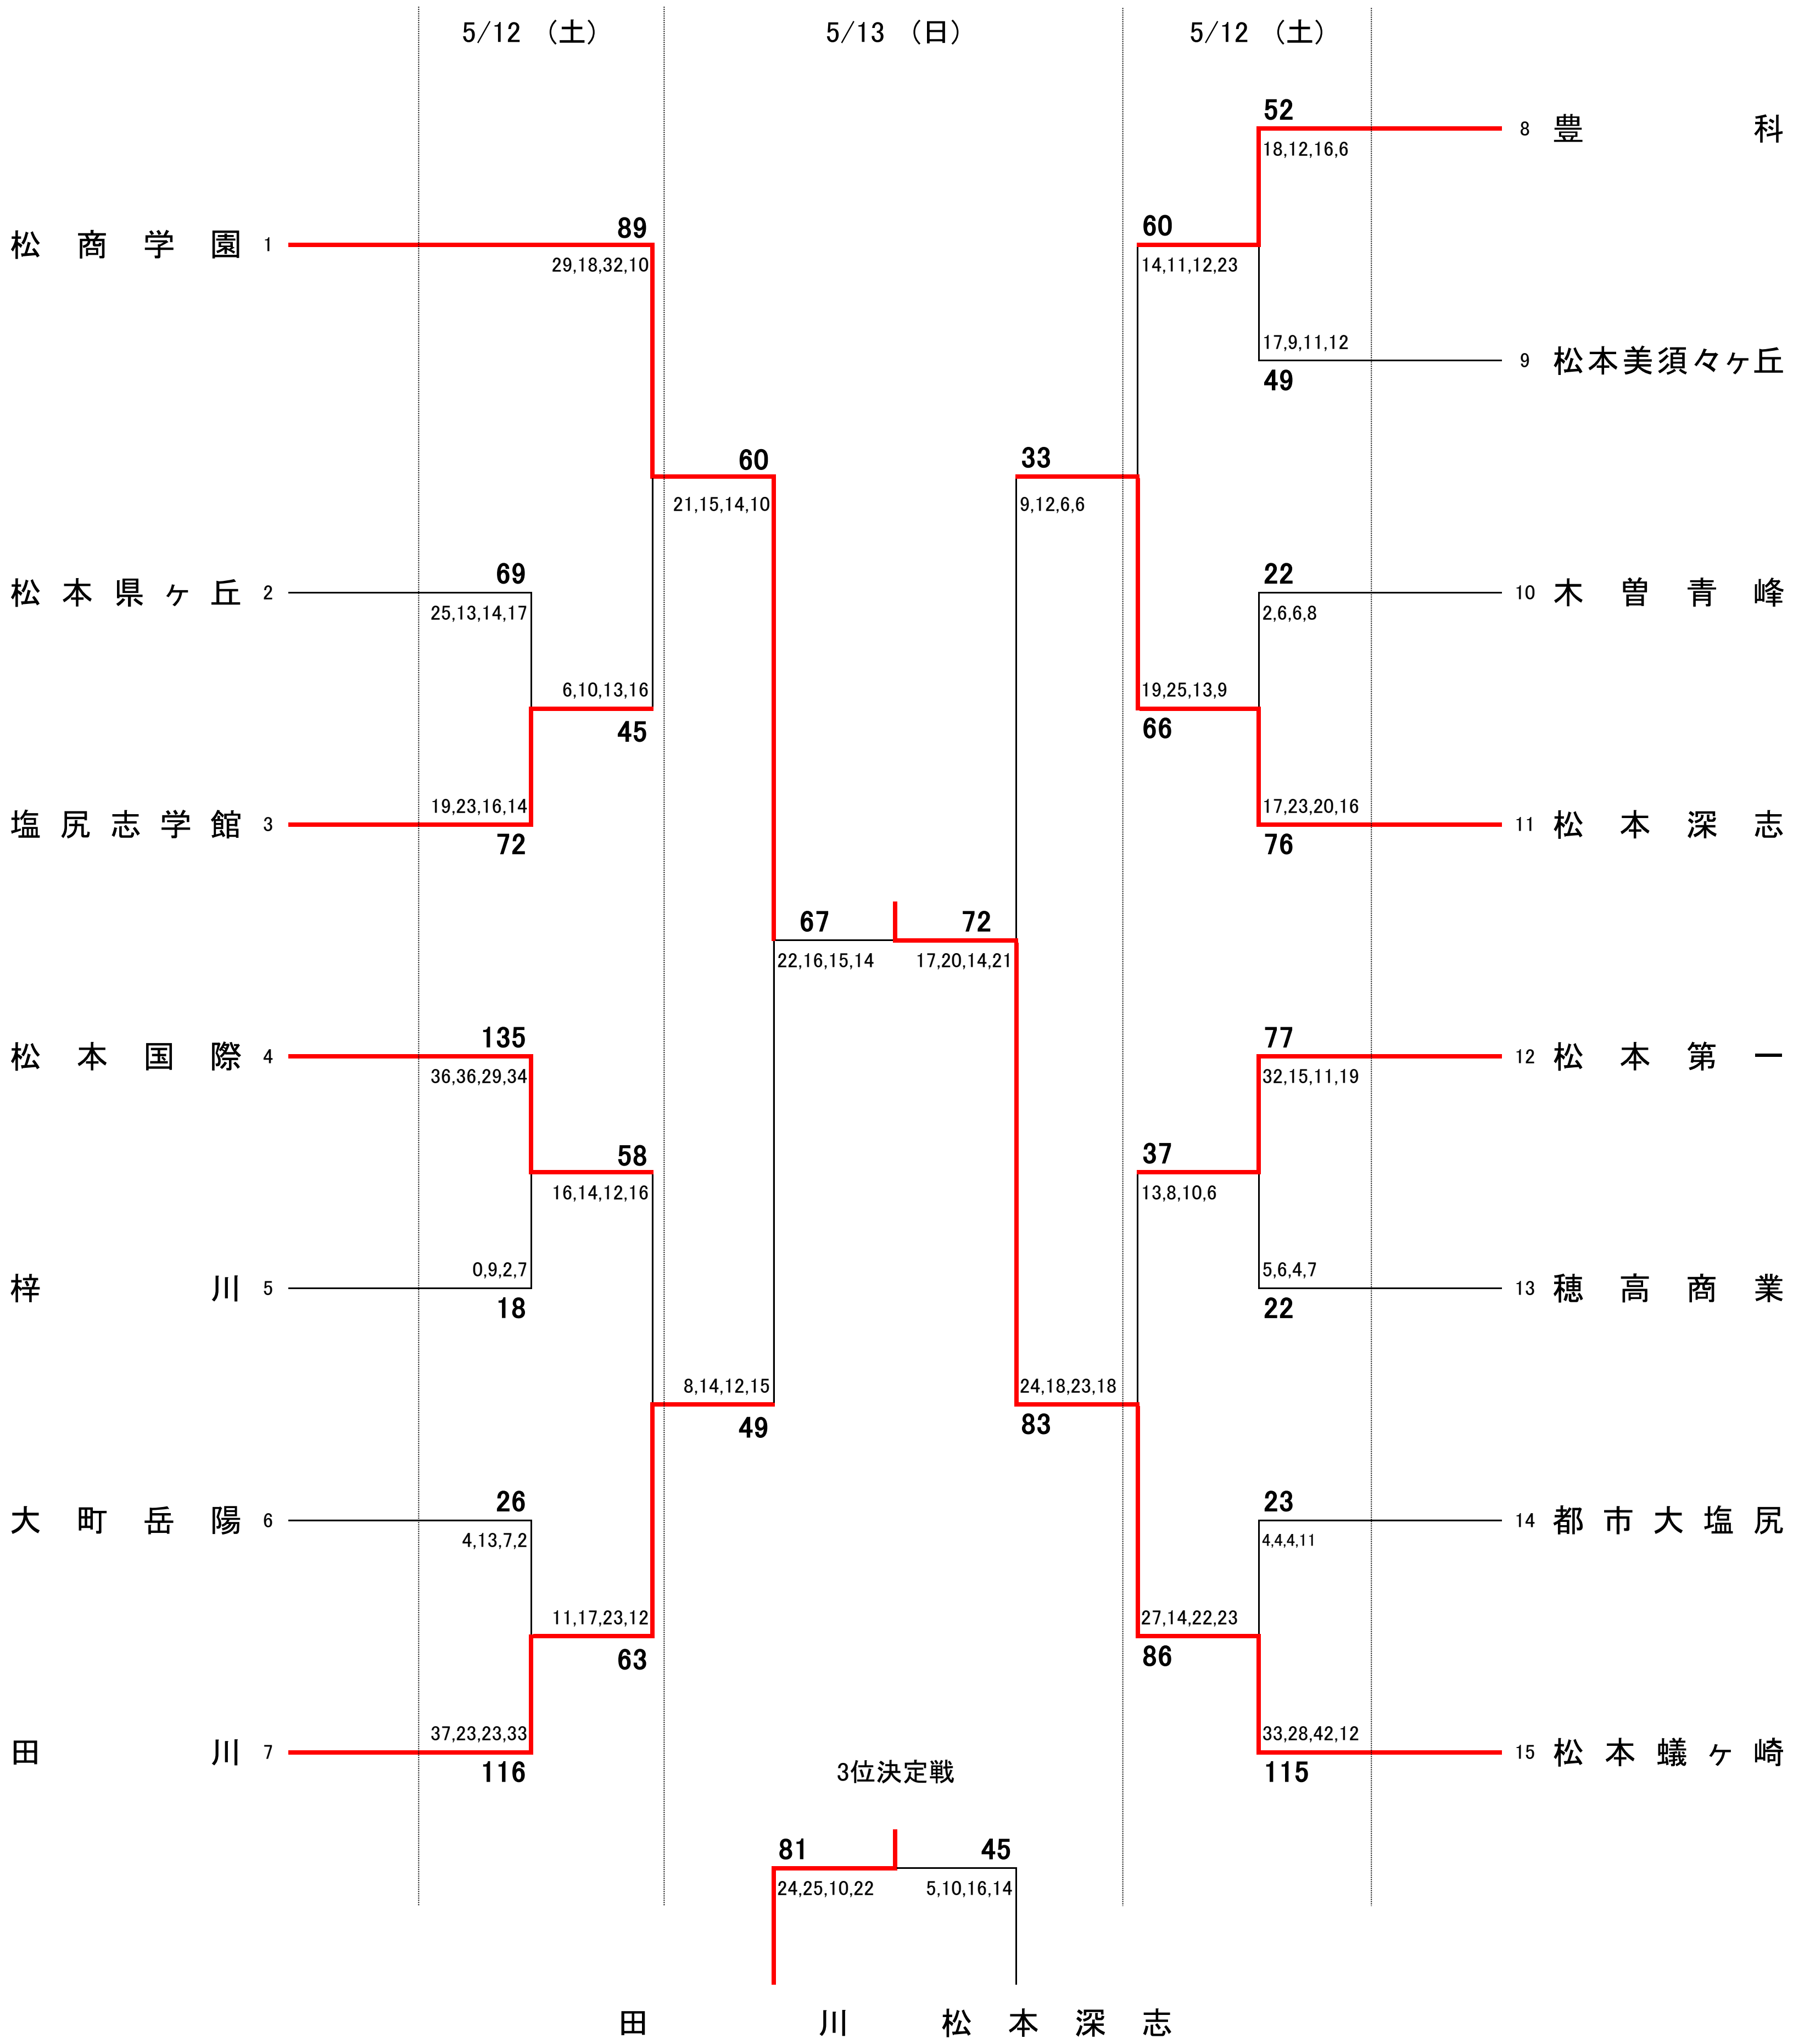 5/12 （土） 5/13 （日） 5/12 （土）
52
8 豊科
18,12,16,6
89 60
松商学園 1
29,18,32,10 14,11,12,23
17,9,11,12
9 松本美須々ヶ丘
49
60 33
21,15,14,10 9,12,6,6
69 22
松本県ヶ丘 2 10 木曽青峰
25,13,14,17 2,6,6,8
6,10,13,16 19,25,13,9
45 66
19,23,16,14 17,23,20,16
塩尻志学館 3 11 松本深志
72 76
67 72
22,16,15,14 17,20,14,21
135 77
松本国際 4 12 松本第一
36,36,29,34 32,15,11,19
58 37
16,14,12,16 13,8,10,6
0,9,2,7 5,6,4,7
梓川 5 13 穂高商業
18 22
8,14,12,15 24,18,23,18
49 83
26 23
大町岳陽 6 14 都市大塩尻
4,13,7,2 4,4,4,11
11,17,23,12 27,14,22,23
63 86
37,23,23,33 33,28,42,12
田川 7 15 松本蟻ヶ崎
116 115
3位決定戦
81 45
24,25,10,22 5,10,16,14
田川 松本深志